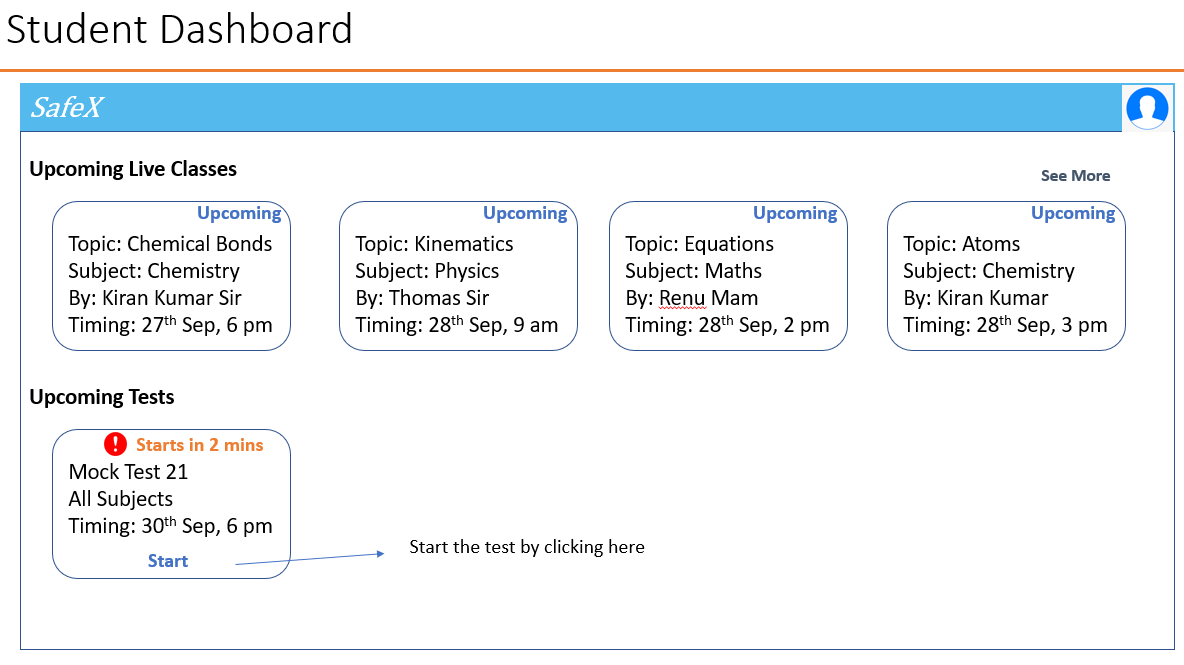 Student Dashboard
SafeX
Upcoming Live Classes
See More
Upcoming
Topic: Chemical Bonds
Subject: Chemistry
By: Kiran Kumar Sir
Timing: 27th Sep, 6 pm
Upcoming
Topic: Kinematics
Subject: Physics
By: Thomas Sir
Timing: 28th Sep, 9 am
Upcoming
Topic: Equations
Subject: Maths
By: Renu Mam
Timing: 28th Sep, 2 pm
Upcoming
Topic: Atoms
Subject: Chemistry
By: Kiran Kumar
Timing: 28th Sep, 3 pm
Upcoming Tests
! Starts in 2 mins
Mock Test 21
All Subjects
Timing: 30th Sep, 6 pm
Start
Start the test by clicking here